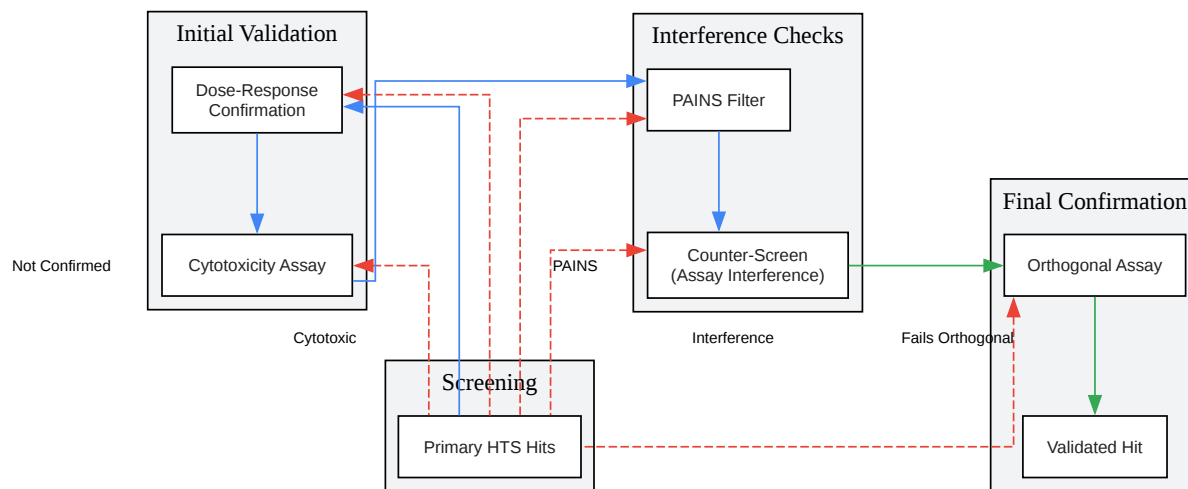 Initial Validation
Dose-Response
Confirmation
Cytotoxicity Assay
Not Confirmed
Cytotoxic
Interference Checks
PAINS Filter
PAINS
Counter-Screen
(Assay Interference)
Interference
Final Confirmation
Orthogonal Assay
Fails Orthogonal
Validated Hit
Screening
Primary HTS Hits